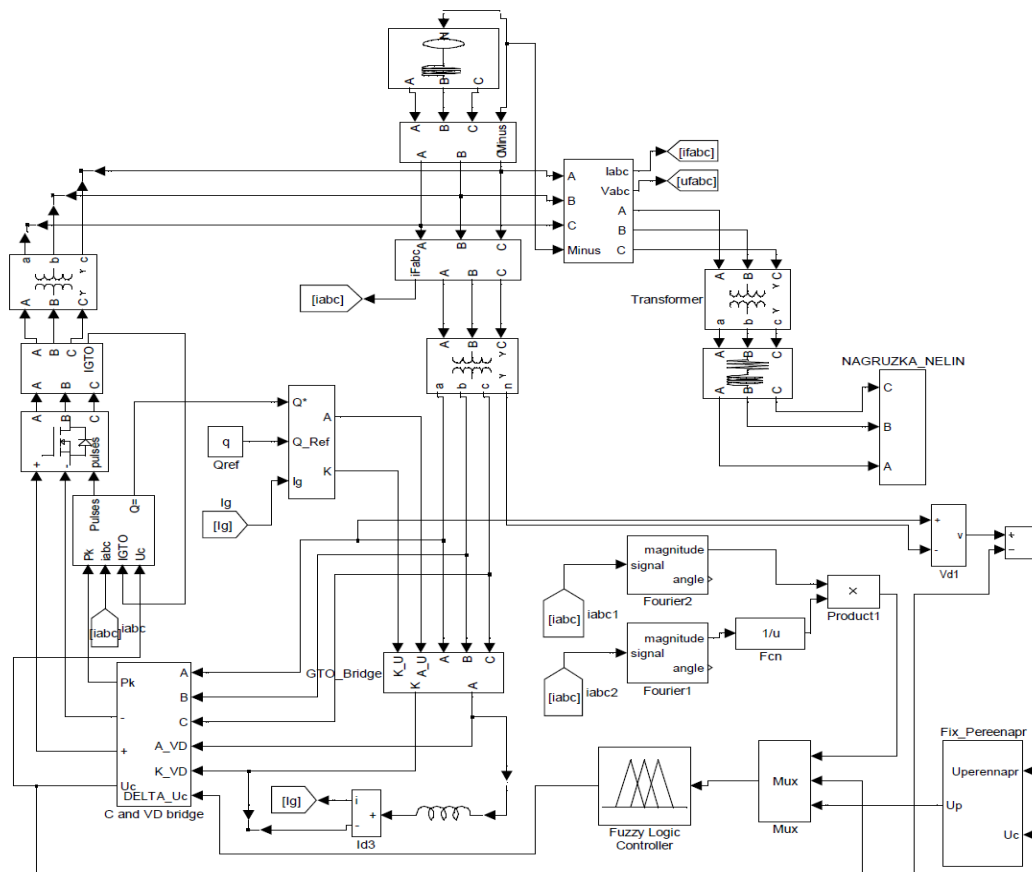 N
A B C
A B C Minus
A B C
[ifabc]
[ufabc]
A
B
C
Minus
Iabc
Vabc
A
B
C
a b c
Y
A B C Y
A B C
iFabc A B C
[iabc]
Transformer
A B C Y
a b c Y
A B C
A B C
NAGRUZKA_NELIN
C
B
A
A B C IGTO
A B C
A B C
+ - pulses
A B C Y
a b c n Y
Q*
Q_Ref
Ig
A
K
q
Qref
Ig
[Ig]
Pulses Q=
Pk iabc IGTO Uc
[iabc]
iabc
+
-
v
Vd1
+
−
signal
magnitude
angle
Fourier2
[iabc]
iabc1
×
Product1
signal
magnitude
angle
Fourier1
1/u
Fcn
[iabc]
iabc2
GTO_Bridge
K_U A_U A B C
K A
Pk
-
+
Uc
A
B
C
A_VD
K_VD
DELTA_Uc
C and VD bridge
[Ig]
i
-
+
Id3
Fuzzy Logic
Controller
Mux
Mux
Fix_Pereenapr
Uperennapr
Up
Uc